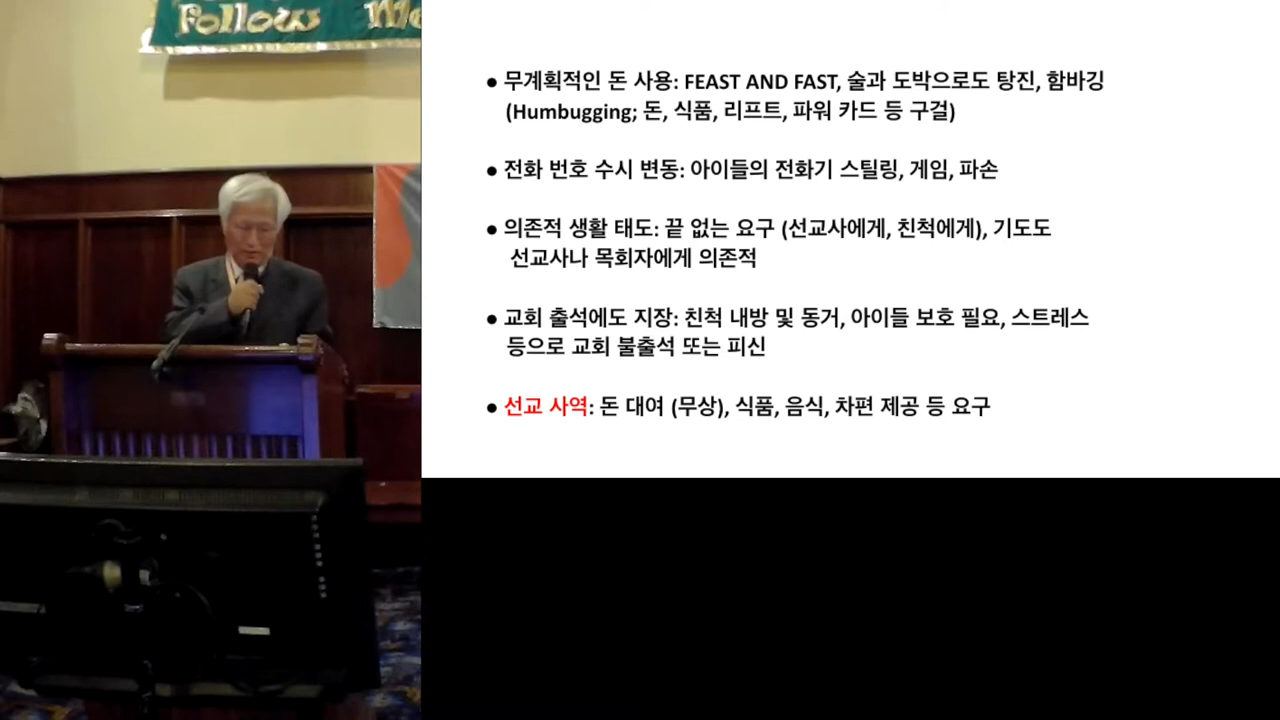 Follow Me
● 무계획적인 돈 사용: FEAST AND FAST, 술과 도박으로도 탕진, 함바깅
(Humbugging; 돈, 식품, 리프트, 파워 카드 등 구걸)
● 전화 번호 수시 변동: 아이들의 전화기 스틸링, 게임, 파손
● 의존적 생활 태도: 끝 없는 요구 (선교사에게, 친척에게), 기도도
선교사나 목회자에게 의존적
● 교회 출석에도 지장: 친척 내방 및 동거, 아이들 보호 필요, 스트레스
등으로 교회 불출석 또는 피신
● 선교 사역: 돈 대여 (무상), 식품, 음식, 차편 제공 등 요구